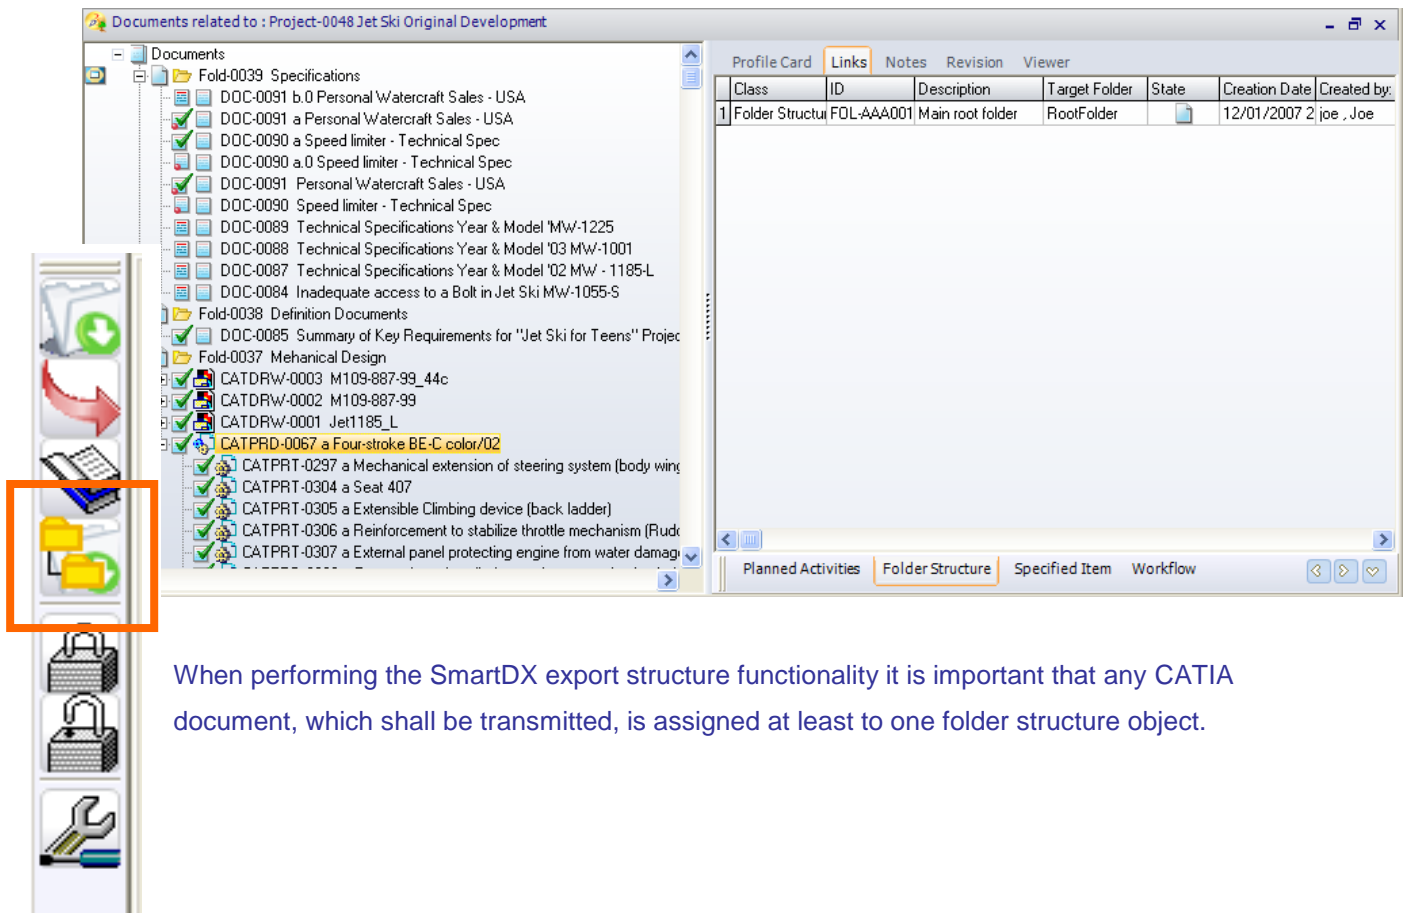 Documents related to : Project-0048 Jet Ski Original Development
Documents
Fold-0039 Specifications
DOC-0091 b.0 Personal Watercraft Sales - USA
DOC-0091 a Personal Watercraft Sales - USA
DOC-0090 a Speed limiter - Technical Spec
DOC-0090 a.0 Speed limiter - Technical Spec
DOC-0091 Personal Watercraft Sales - USA
DOC-0090 Speed limiter - Technical Spec
DOC-0089 Technical Specifications Year & Model 'MW-1225
DOC-0088 Technical Specifications Year & Model '03 MW-1001
DOC-0087 Technical Specifications Year & Model '02 MW - 1185-L
DOC-0084 Inadequate access to a Bolt in Jet Ski MW-1055-S
Fold-0038 Definition Documents
DOC-0085 Summary of Key Requirements for "Jet Ski for Teens" Projec
Fold-0037 Mehanical Design
CATDRW-0003 M109-887-99_44c
CATDRW-0002 M109-887-99
CATDRW-0001 Jet1185_L
CATPRD-0067 a Four-stroke BE-C color/02
CATPRT-0297 a Mechanical extension of steering system (body wing
CATPRT-0304 a Seat 407
CATPRT-0305 a Extensible Climbing device (back ladder)
CATPRT-0306 a Reinforcement to stabilize throttle mechanism (Rudd
CATPRT-0307 a External panel protecting engine from water damag
Profile Card Links Notes Revision Viewer
Class ID Description Target Folder State Creation Date Created by:
1 Folder Structu FOL-AAA001 Main root folder RootFolder 12/01/2007 2 joe , Joe
Planned Activities Folder Structure Specified Item Workflow
When performing the SmartDX export structure functionality it is important that any CATIA
document, which shall be transmitted, is assigned at least to one folder structure object.